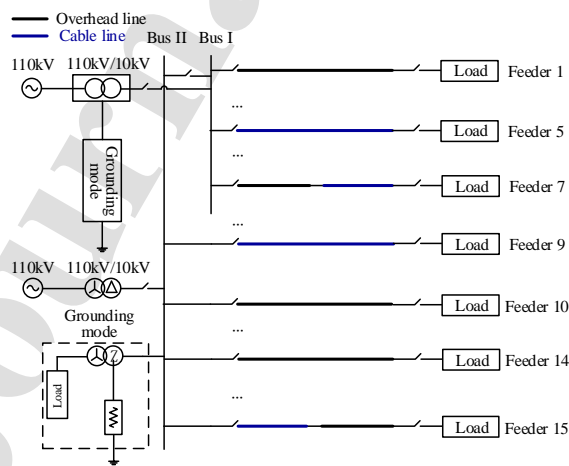 Overhead line
Cable line
Bus II Bus I
110kV 110kV/10kV
Load Feeder 1
...
Load Feeder 5
...
Grounding mode
Load Feeder 7
...
Load Feeder 9
110kV 110kV/10kV
Load Feeder 10
Grounding
mode
...
Load Feeder 14
Z
Load
...
Load Feeder 15